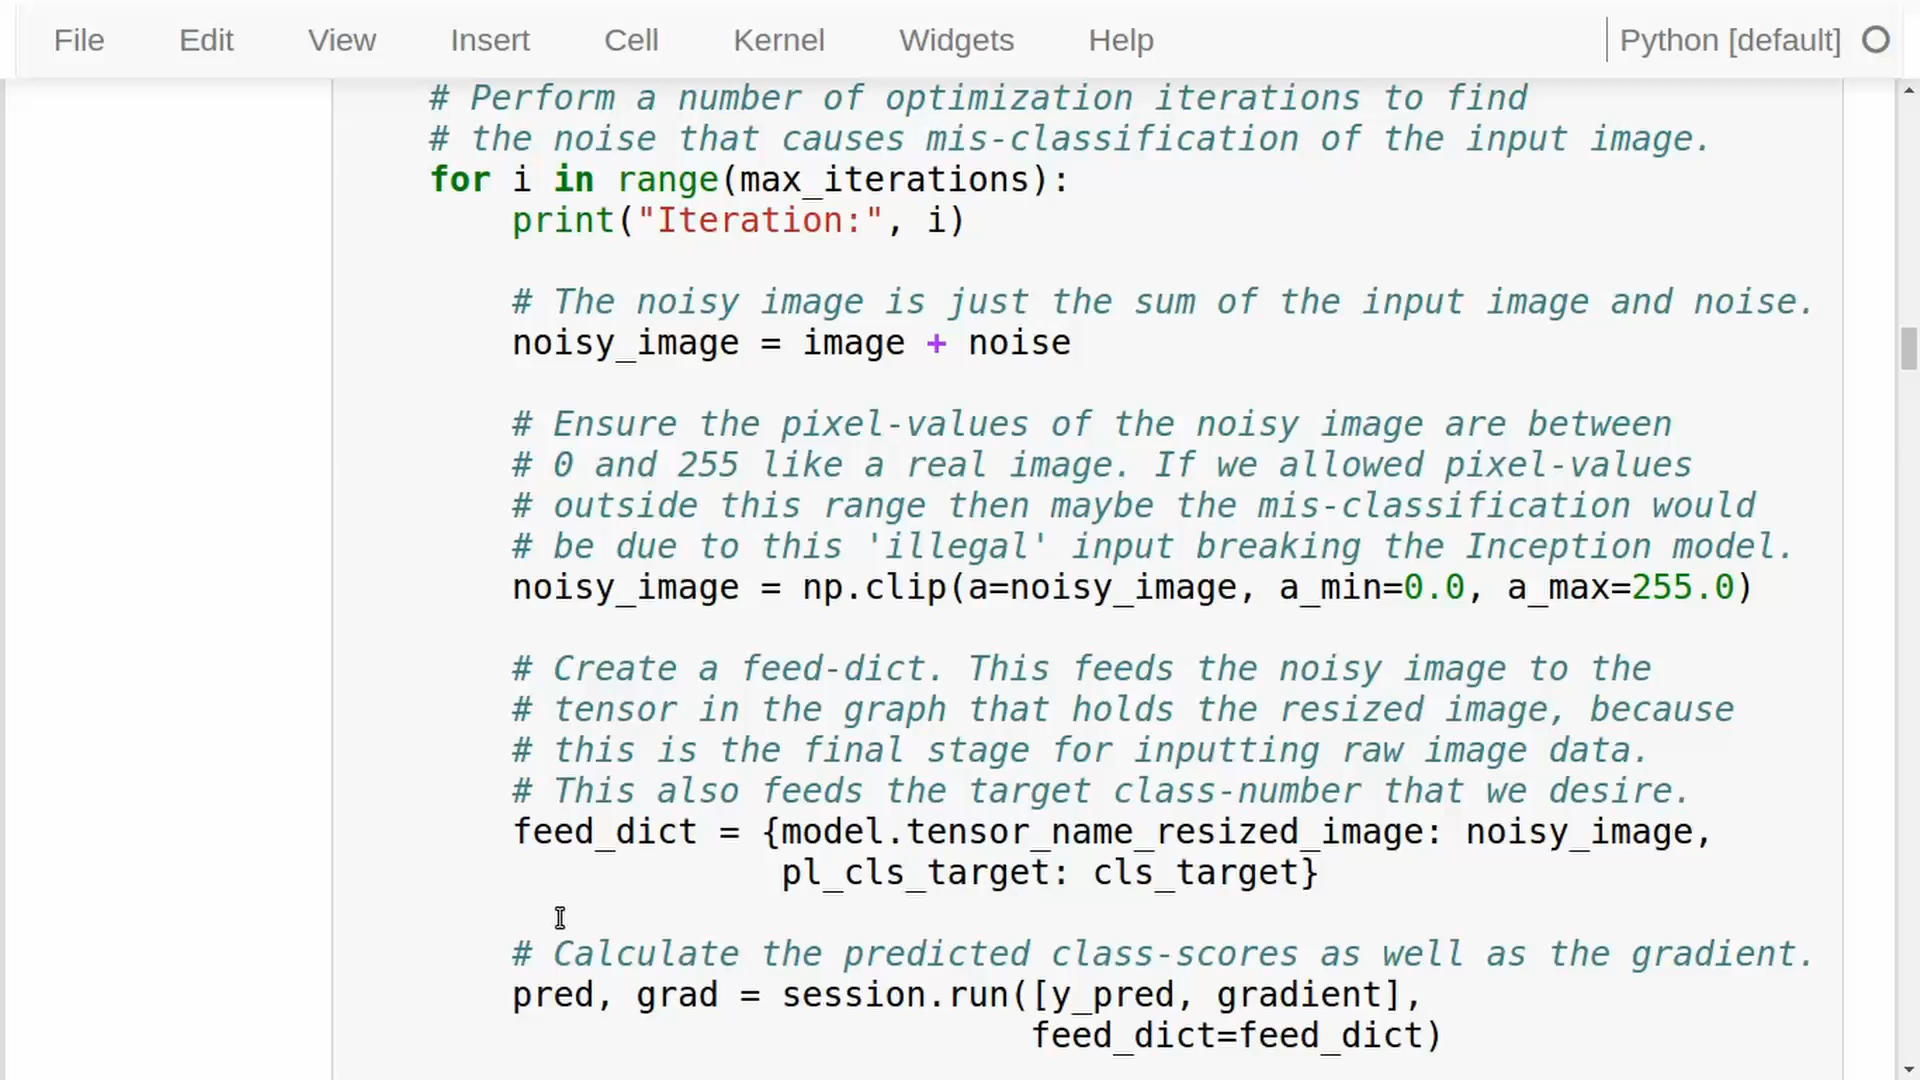 File Edit View Insert Cell Kernel Widgets Help Python [default]
# Perform a number of optimization iterations to find
# the noise that causes mis-classification of the input image.
for i in range(max_iterations):
    print("Iteration:", i)
    # The noisy image is just the sum of the input image and noise.
    noisy_image = image + noise
    # Ensure the pixel-values of the noisy image are between
    # 0 and 255 like a real image. If we allowed pixel-values
    # outside this range then maybe the mis-classification would
    # be due to this 'illegal' input breaking the Inception model.
    noisy_image = np.clip(a=noisy_image, a_min=0.0, a_max=255.0)
    # Create a feed-dict. This feeds the noisy image to the
    # tensor in the graph that holds the resized image, because
    # this is the final stage for inputting raw image data.
    # This also feeds the target class-number that we desire.
    feed_dict = {model.tensor_name_resized_image: noisy_image,
                 pl_cls_target: cls_target}
    # Calculate the predicted class-scores as well as the gradient.
    pred, grad = session.run([y_pred, gradient],
                             feed_dict=feed_dict)